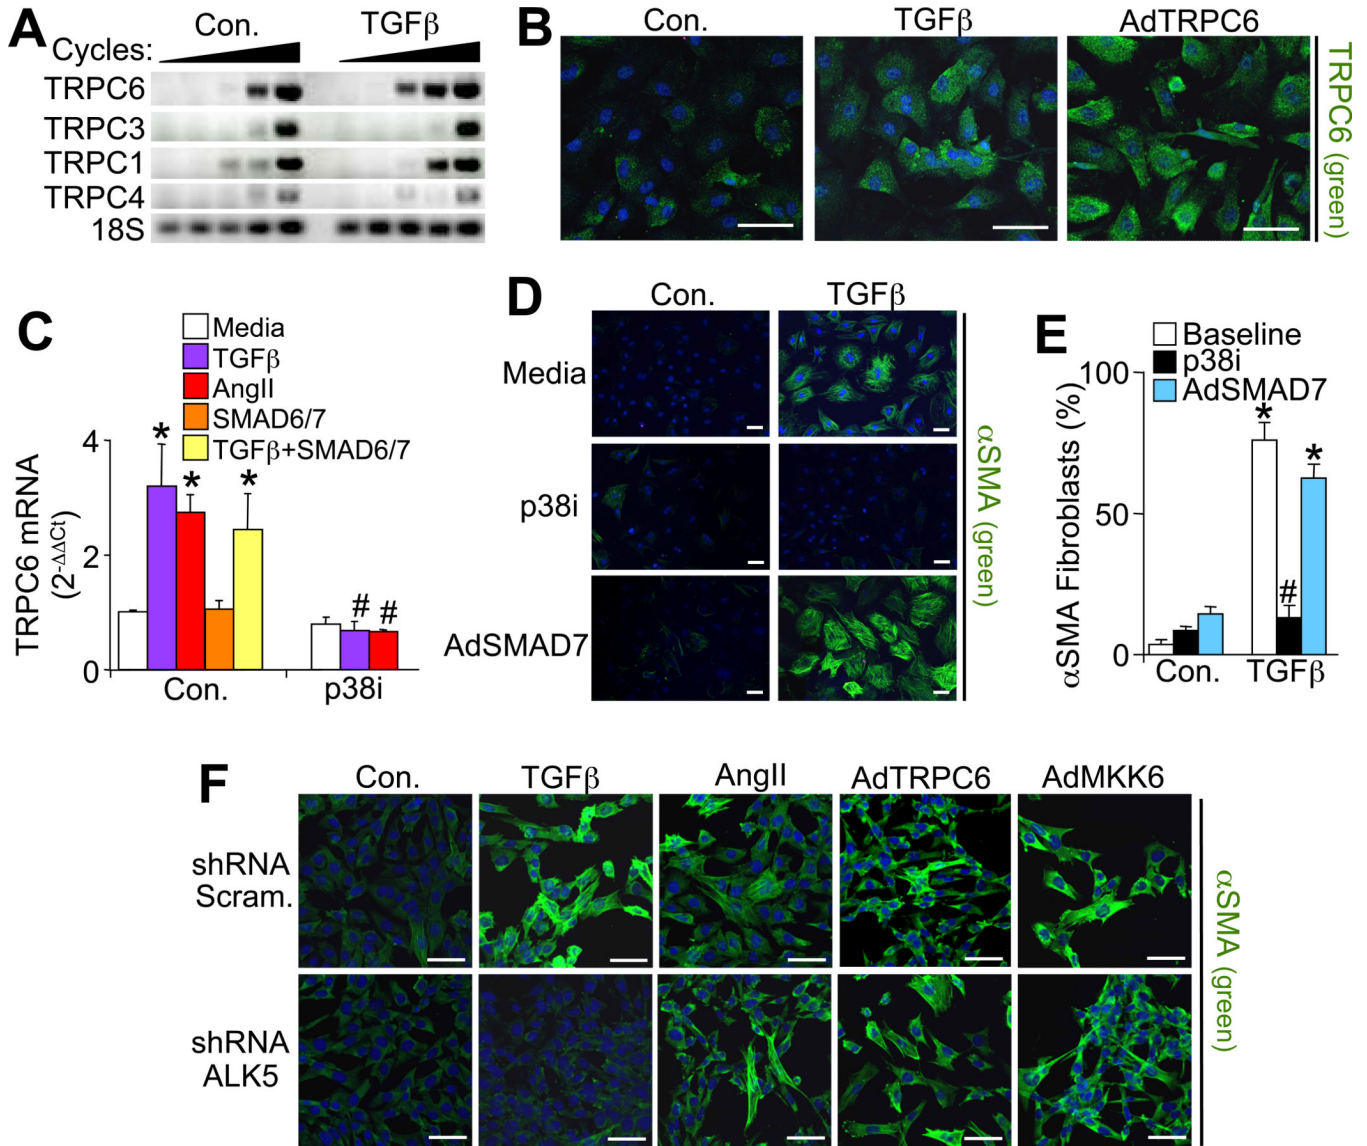 A
Con.
TGFβ
Cycles:
TRPC6
TRPC3
TRPC1
TRPC4
18S
B
Con.
TGFβ
AdTRPC6
TRPC6 (green)
C
Media
TGFβ
AngII
SMAD6/7
TGFβ+SMAD6/7
TRPC6 mRNA
(2-ΔΔCt)
4
2
0
*
*
*
#
#
Con.
p38i
D
Con.
TGFβ
Media
p38i
AdSMAD7
αSMA (green)
E
Baseline
p38i
AdSMAD7
αSMA Fibroblasts (%)
100
50
0
*
#
*
Con.
TGFβ
F
Con.
TGFβ
AngII
AdTRPC6
AdMKK6
shRNA
Scram.
shRNA
ALK5
αSMA (green)